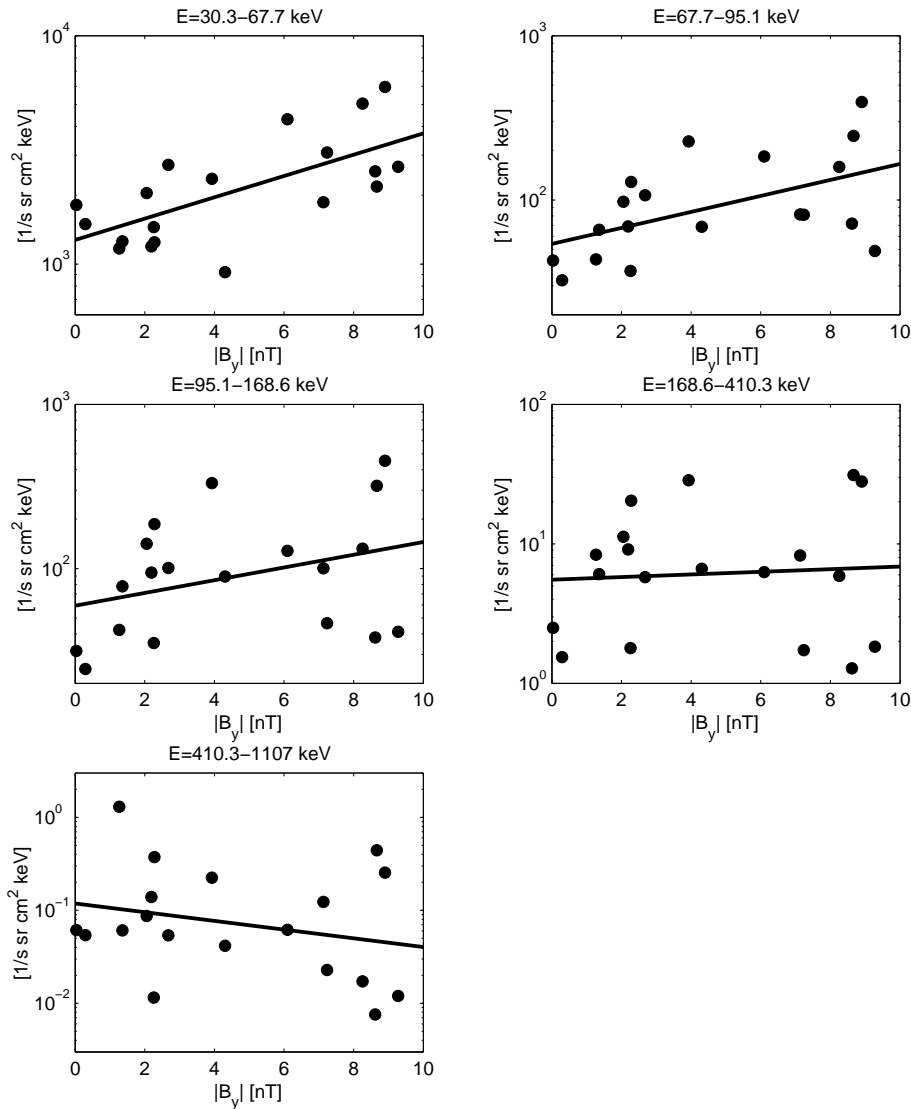 E=30.3−67.7 keV
10^4
10^3
[1/s sr cm^2 keV]
0 2 4 6 8 10
|B_y| [nT]
E=67.7−95.1 keV
10^3
10^2
[1/s sr cm^2 keV]
0 2 4 6 8 10
|B_y| [nT]
E=95.1−168.6 keV
10^3
10^2
[1/s sr cm^2 keV]
0 2 4 6 8 10
|B_y| [nT]
E=168.6−410.3 keV
10^2
10^1
10^0
[1/s sr cm^2 keV]
0 2 4 6 8 10
|B_y| [nT]
E=410.3−1107 keV
10^0
10^−1
10^−2
[1/s sr cm^2 keV]
0 2 4 6 8 10
|B_y| [nT]